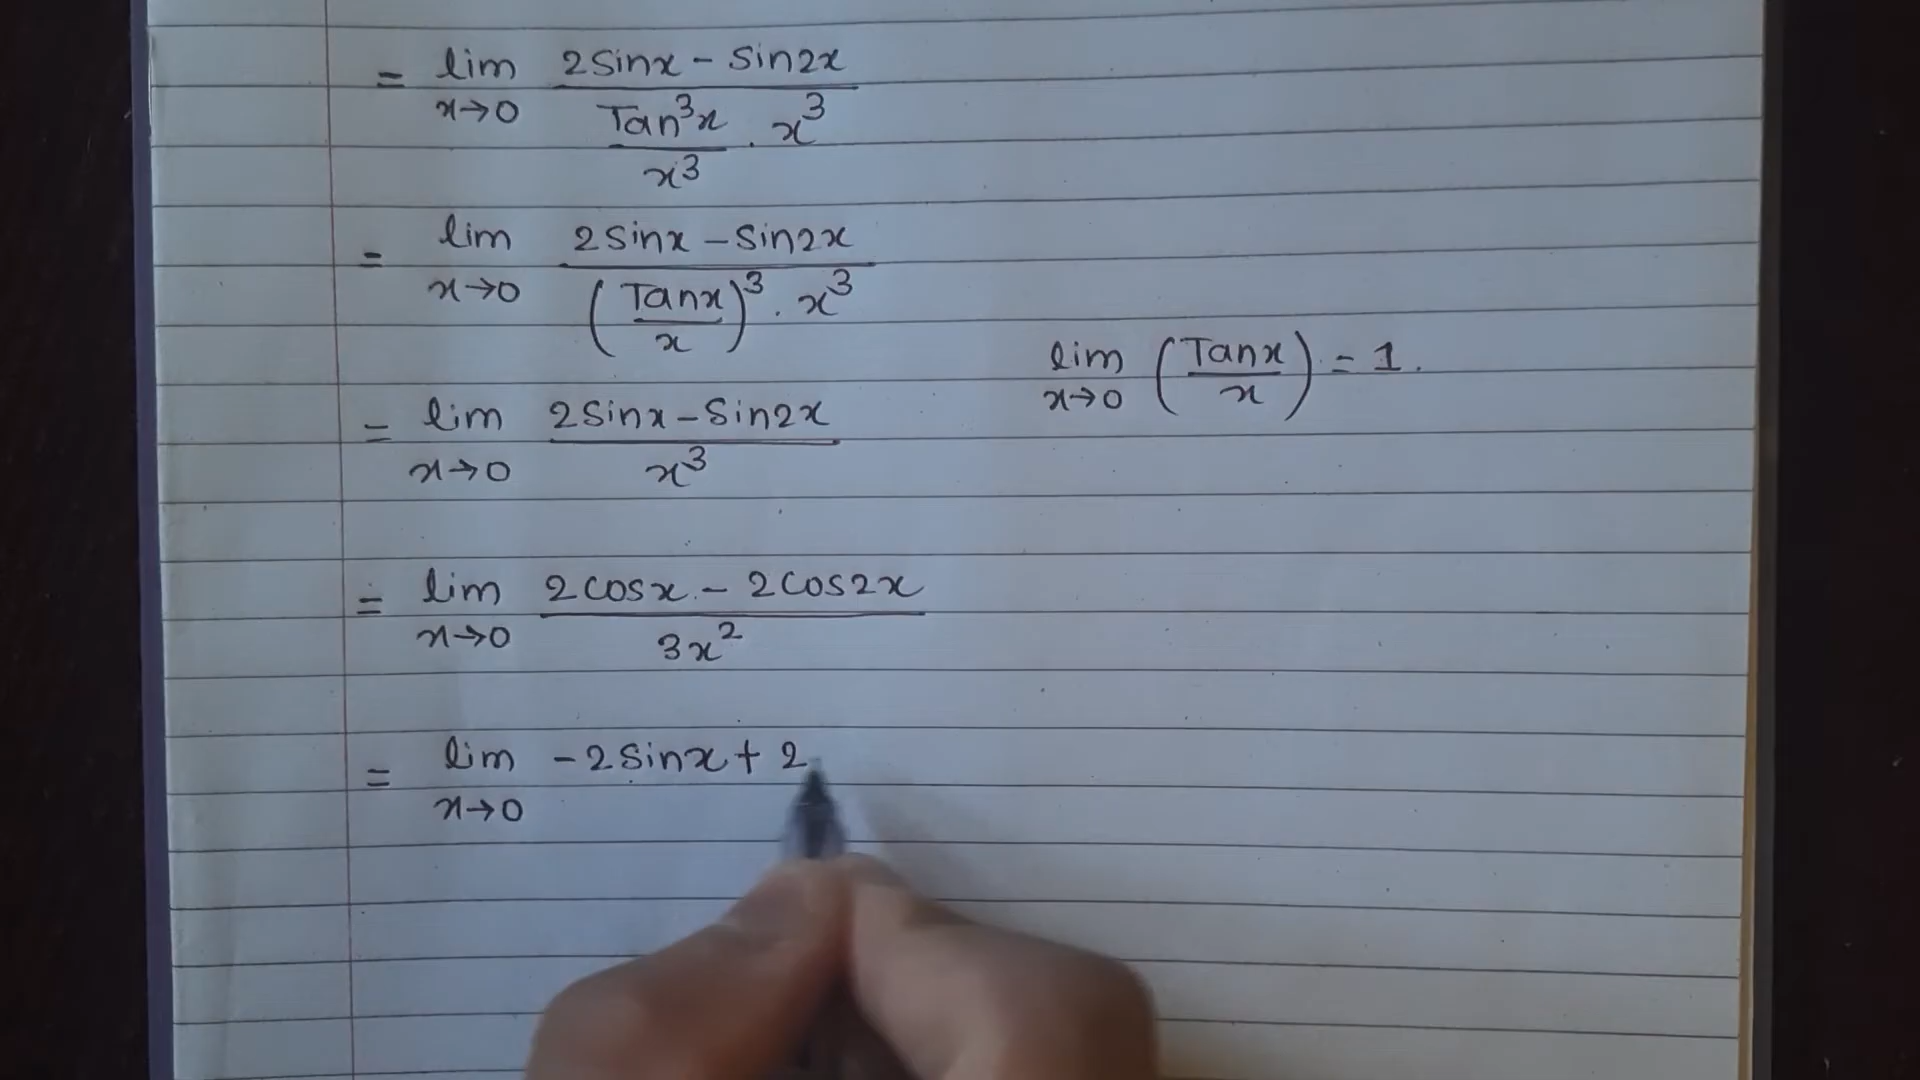 = lim 2Sinx - Sin2x
x→0 Tan³x . x³
x³
= lim 2Sinx - Sin2x
x→0 (Tanx)³ . x³
x
lim (Tanx) = 1.
x→0 x
= lim 2Sinx - Sin2x
x→0 x³
= lim 2Cosx - 2Cos2x
x→0 3x²
= lim -2Sinx + 2
x→0